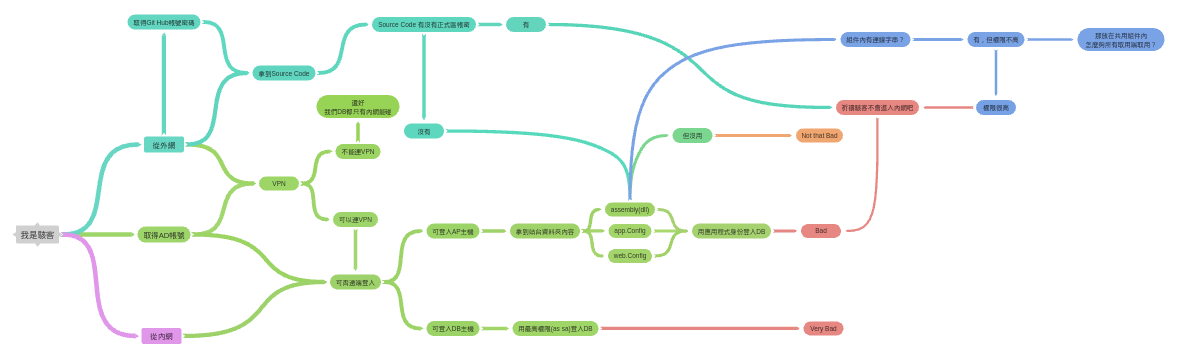 取得Git Hub帳號密碼
Source Code 有沒有正式區帳密
有
組件內有連線字串？
有，但權限不高
那該在共用組件內
怎麼夠所有取用端取用？
拿到Source Code
還好
我們DB都只有內網能碰
祈禱駭客不會進入內網吧
權限很高
沒有
但沒用
Not that Bad
從外網
不能連VPN
VPN
assembly(dll)
可以連VPN
我是駭客
取得AD帳號
可登入AP主機
拿到站台資料夾內容
app.Config
用應用程式身份登入DB
Bad
web.Config
可否遠端登入
從內網
可登入DB主機
用最高權限(as sa)登入DB
Very Bad